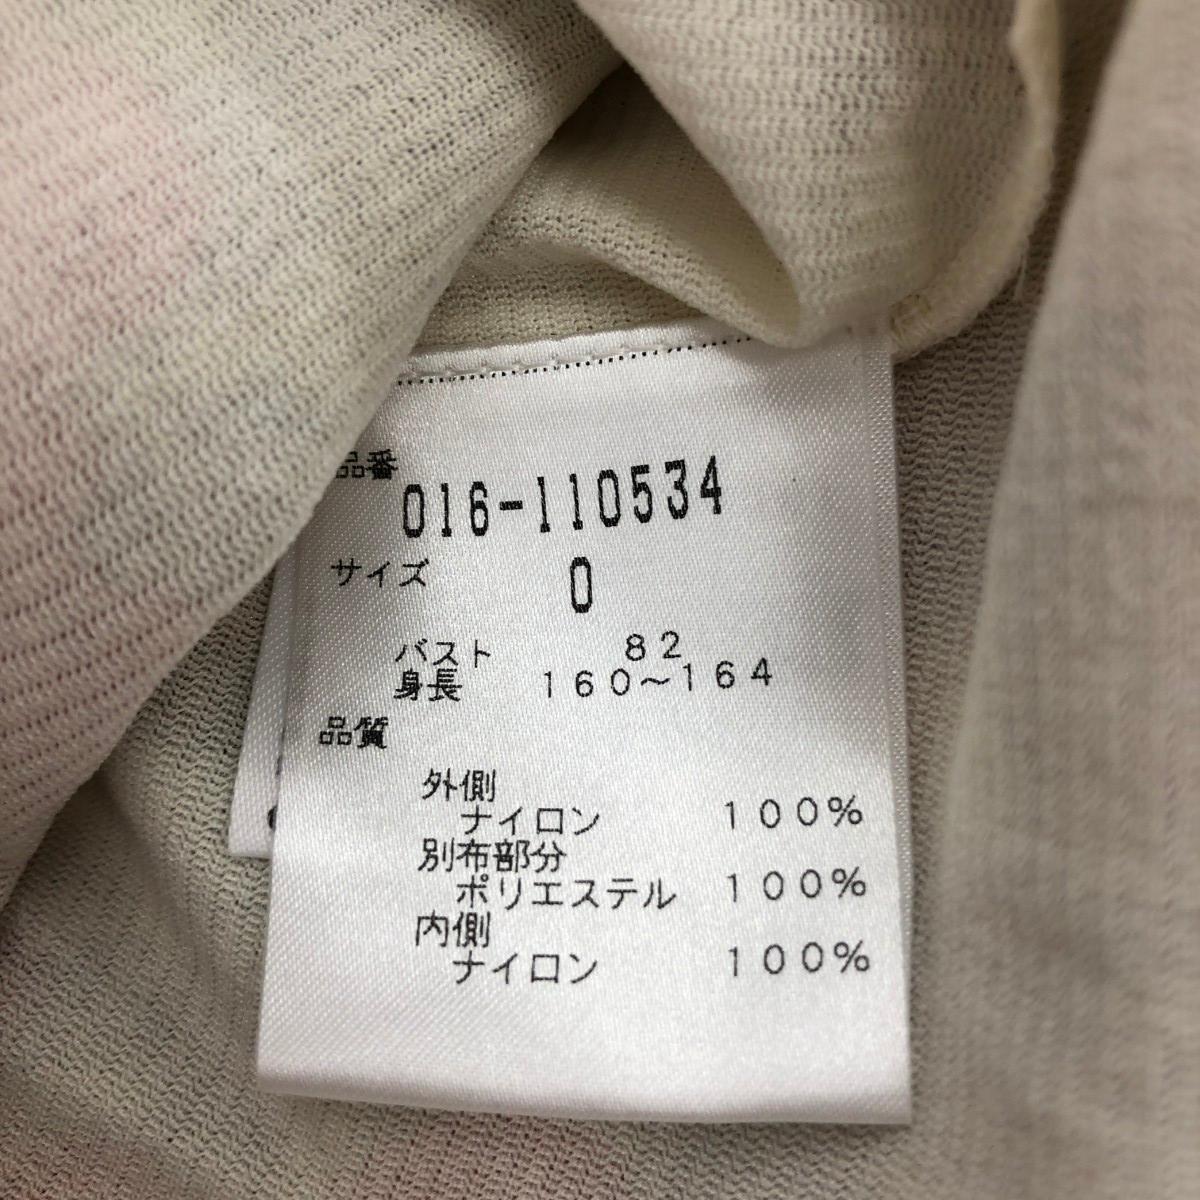 品番
016-110534
サイズ 0
バスト 82
身長 160～164
品質
外側
ナイロン 100%
別布部分
ポリエステル 100%
内側
ナイロン 100%